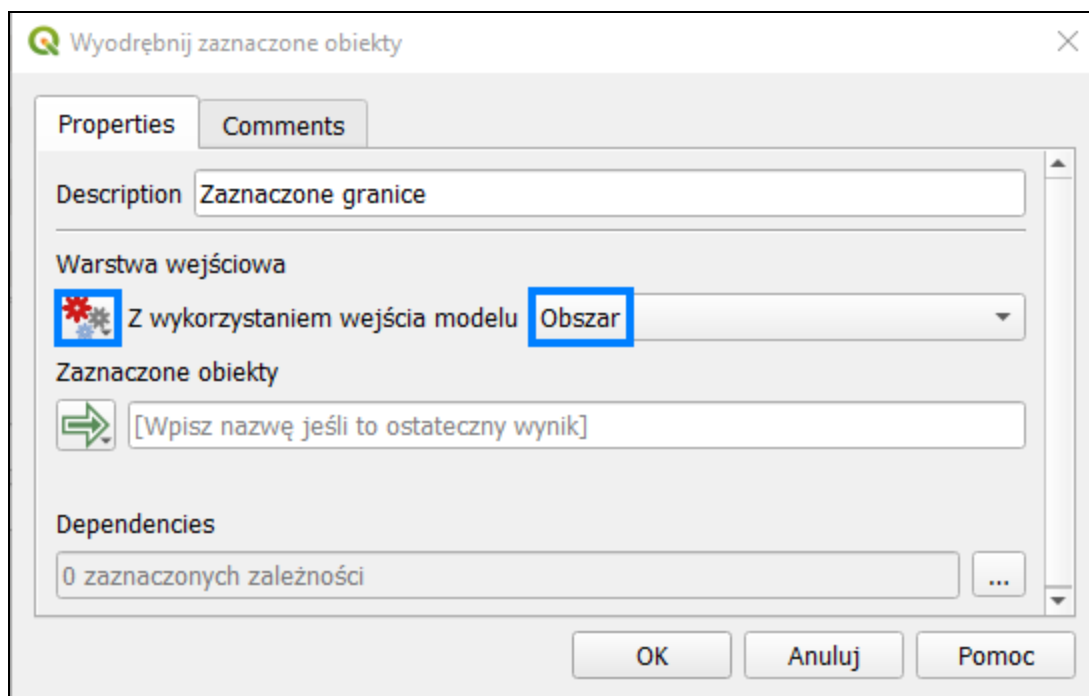 Wyodrębnij zaznaczone obiekty
Properties Comments
Description Zaznaczone granice
Warstwa wejściowa
Z wykorzystaniem wejścia modelu Obszar
Zaznaczone obiekty
[Wpisz nazwę jeśli to ostateczny wynik]
Dependencies
0 zaznaczonych zależności ...
OK Anuluj Pomoc